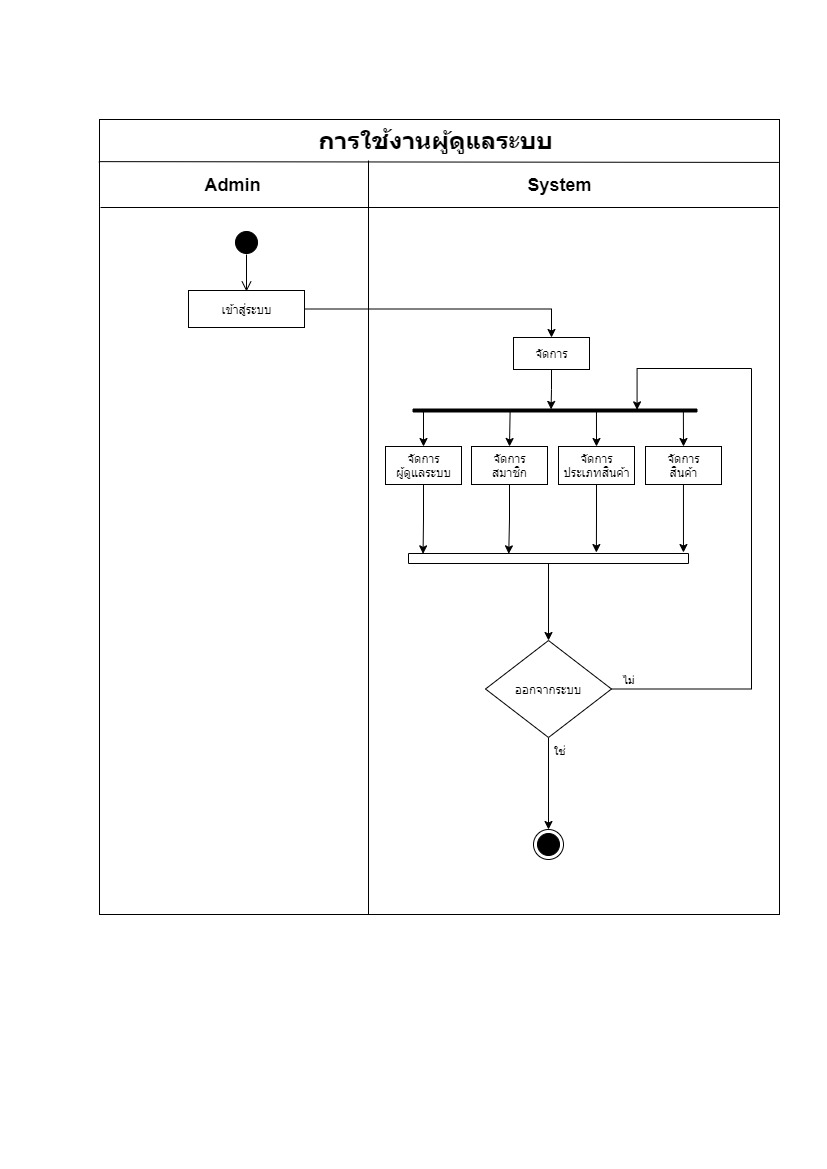 การใช้งานผู้ดูแลระบบ
Admin
System
เข้าสู่ระบบ
จัดการ
จัดการ
ผู้ดูแลระบบ
จัดการ
สมาชิก
จัดการ
ประเภทสินค้า
จัดการ
สินค้า
ออกจากระบบ
ไม่
ใช่